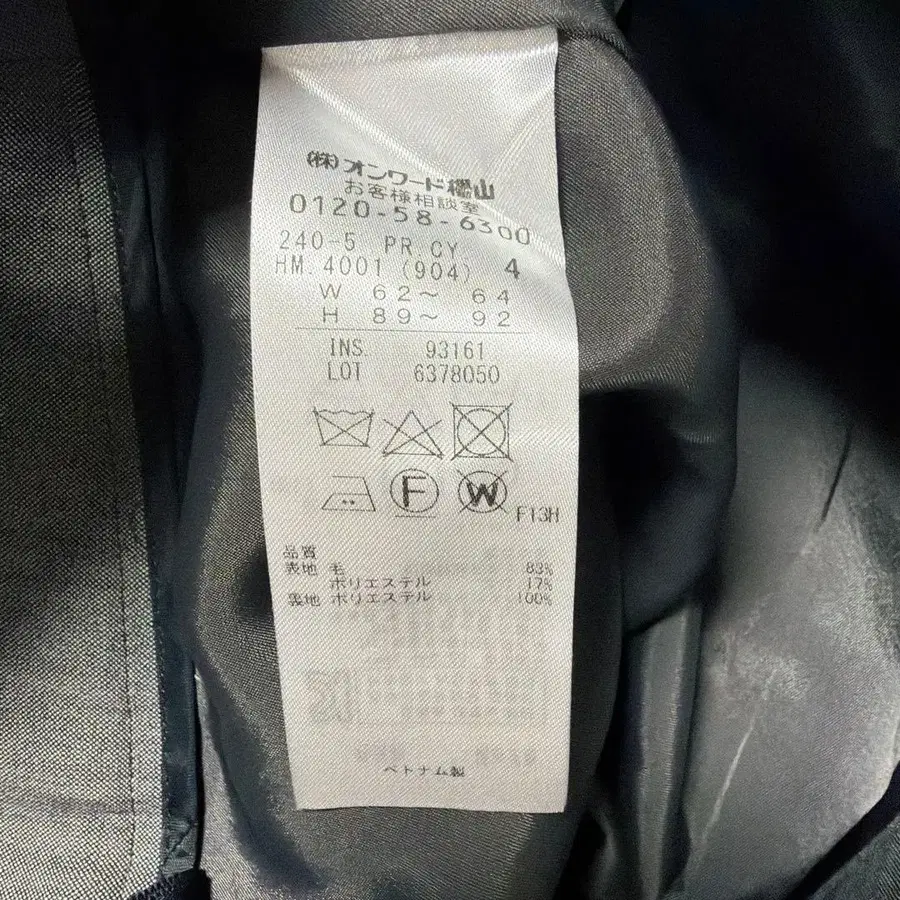 (株)オンワード樫山
お客様相談室
0120-58-6300
240-5 PR.CY
HM.4001 (904) 4
W 62～ 64
H 89～ 92
INS. 93161
LOT 6378050
F
W
F13H
品質
表地 毛 83%
ポリエステル 17%
裏地 ポリエステル 100%
ベトナム製